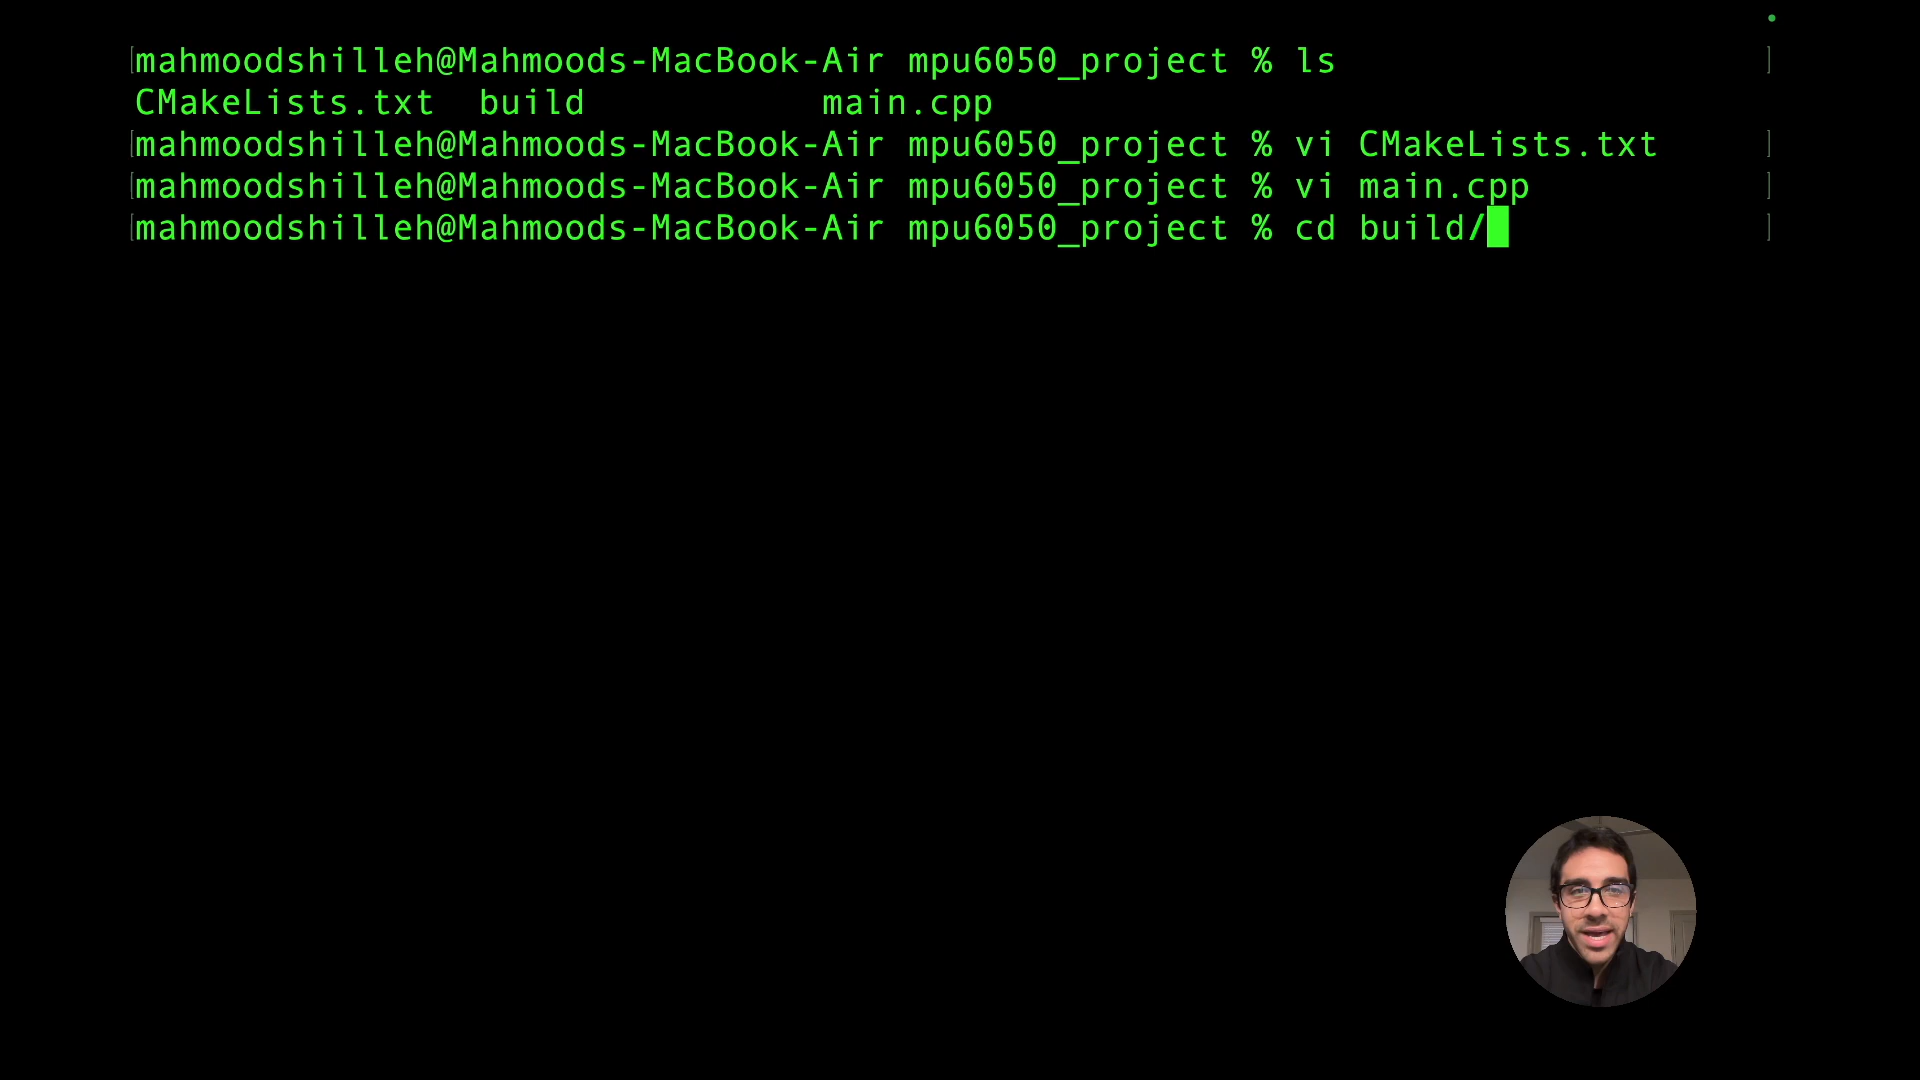 [mahmoodshilleh@Mahmoods-MacBook-Air mpu6050_project % ls ]
CMakeLists.txt build main.cpp
[mahmoodshilleh@Mahmoods-MacBook-Air mpu6050_project % vi CMakeLists.txt ]
[mahmoodshilleh@Mahmoods-MacBook-Air mpu6050_project % vi main.cpp ]
[mahmoodshilleh@Mahmoods-MacBook-Air mpu6050_project % cd build/ ]